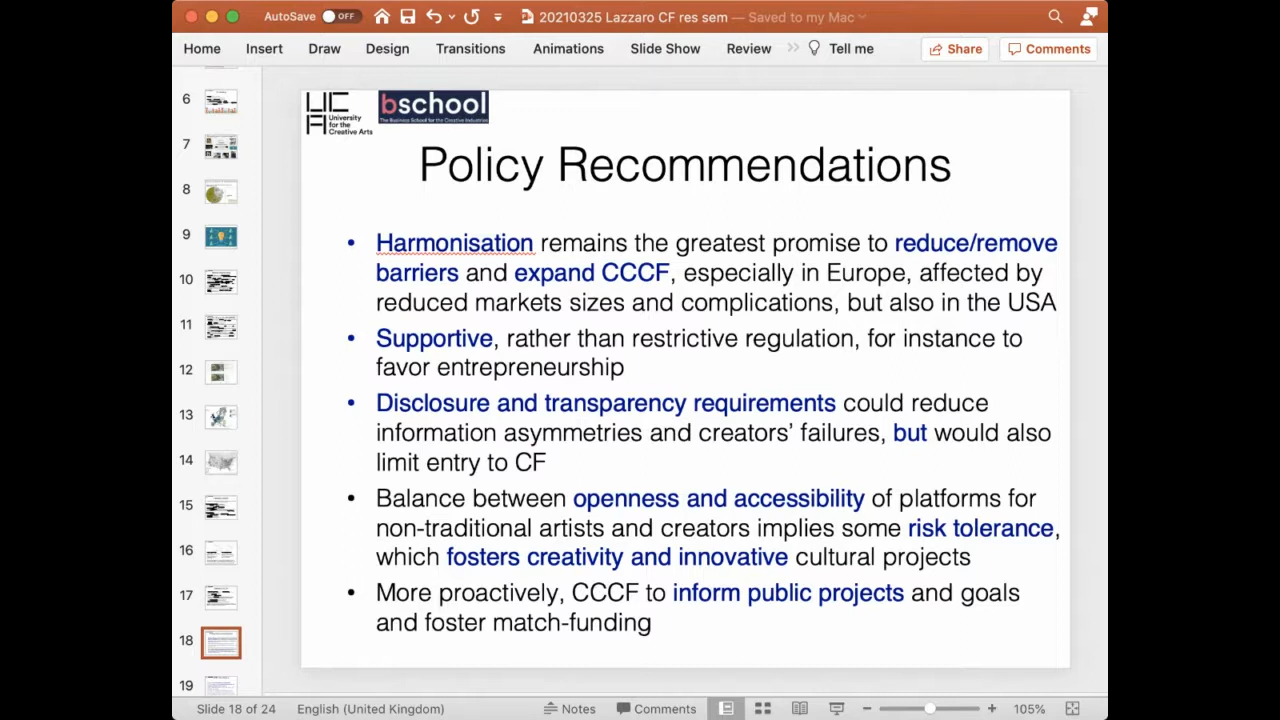 AutoSave OFF 20210325 Lazzaro CF res sem — Saved to my Mac
Home Insert Draw Design Transitions Animations Slide Show Review Tell me Share Comments
6
7
8
9
10
11
12
13
14
15
16
17
18
19
UCA University for the Creative Arts
bschool
The Business School for the Creative Industries
Policy Recommendations
• Harmonisation remains the greatest promise to reduce/remove
barriers and expand CCCF, especially in Europe, affected by
reduced markets sizes and complications, but also in the USA
• Supportive, rather than restrictive regulation, for instance to
favor entrepreneurship
• Disclosure and transparency requirements could reduce
information asymmetries and creators’ failures, but would also
limit entry to CF
• Balance between openness and accessibility of platforms for
non-traditional artists and creators implies some risk tolerance,
which fosters creativity and innovative cultural projects
• More proactively, CCCF to inform public projects and goals
and foster match-funding
Slide 18 of 24 English (United Kingdom) Notes Comments 105%